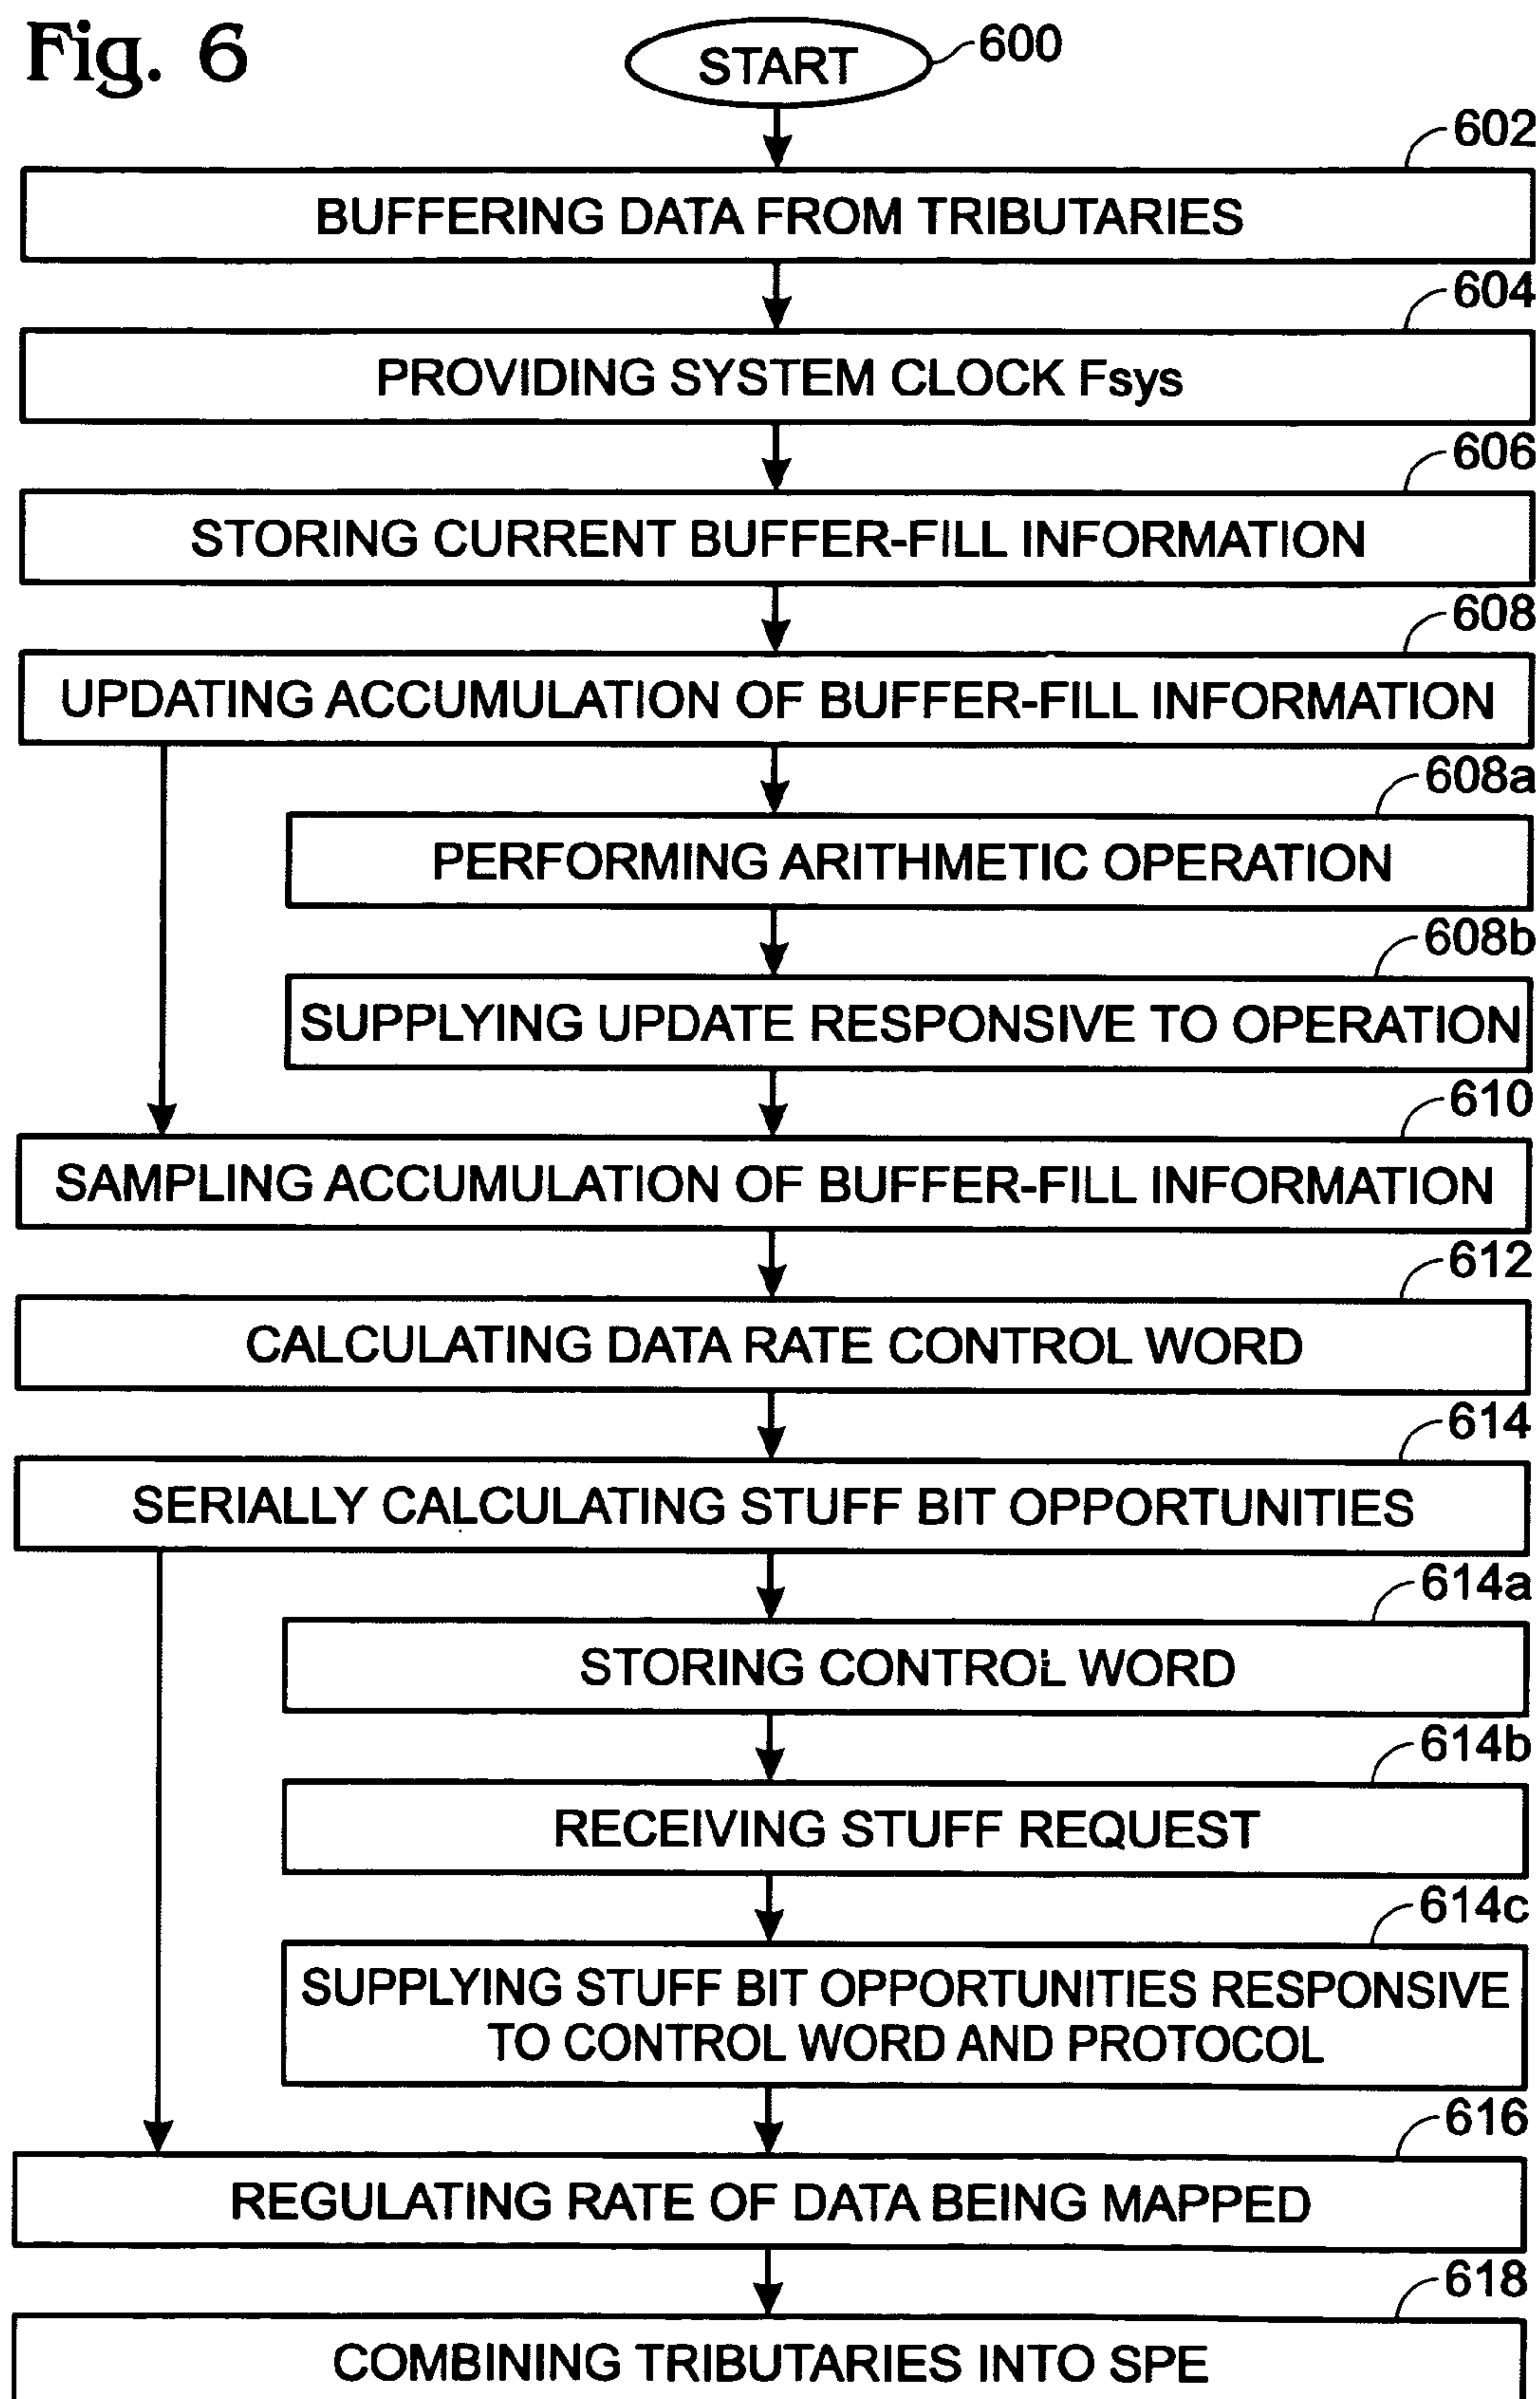 Fig. 6
START
600
602
BUFFERING DATA FROM TRIBUTARIES
604
PROVIDING SYSTEM CLOCK Fsys
606
STORING CURRENT BUFFER-FILL INFORMATION
608
UPDATING ACCUMULATION OF BUFFER-FILL INFORMATION
608a
PERFORMING ARITHMETIC OPERATION
608b
SUPPLYING UPDATE RESPONSIVE TO OPERATION
610
SAMPLING ACCUMULATION OF BUFFER-FILL INFORMATION
612
CALCULATING DATA RATE CONTROL WORD
614
SERIALLY CALCULATING STUFF BIT OPPORTUNITIES
614a
STORING CONTROL WORD
614b
RECEIVING STUFF REQUEST
614c
SUPPLYING STUFF BIT OPPORTUNITIES RESPONSIVE
TO CONTROL WORD AND PROTOCOL
616
REGULATING RATE OF DATA BEING MAPPED
618
COMBINING TRIBUTARIES INTO SPE